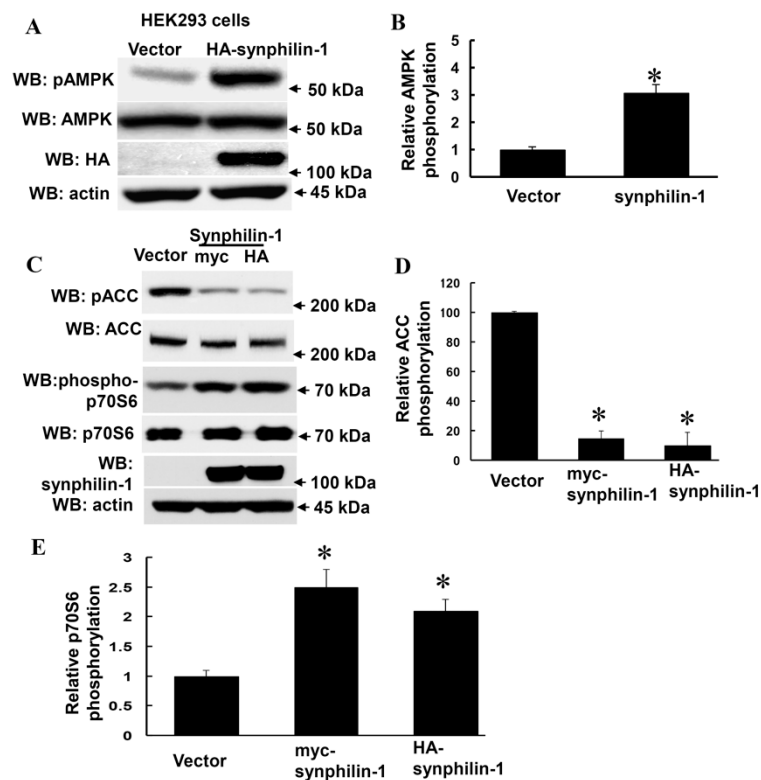 A
HEK293 cells
Vector HA-synphilin-1
WB: pAMPK
50 kDa
WB: AMPK
50 kDa
WB: HA
100 kDa
WB: actin
45 kDa
B
Relative AMPK
phosphorylation
5
4
3
2
1
0
*
Vector
synphilin-1
C
Synphilin-1
Vector myc HA
WB: pACC
200 kDa
WB: ACC
200 kDa
WB:phospho-
p70S6
70 kDa
WB: p70S6
70 kDa
WB:
synphilin-1
100 kDa
WB: actin
45 kDa
D
Relative ACC
phosphorylation
120
100
80
60
40
20
0
* *
Vector
myc-
synphilin-1
HA-
synphilin-1
E
Relative p70S6
phosphorylation
3
2.5
2
1.5
1
0.5
0
* *
Vector
myc-
synphilin-1
HA-
synphilin-1